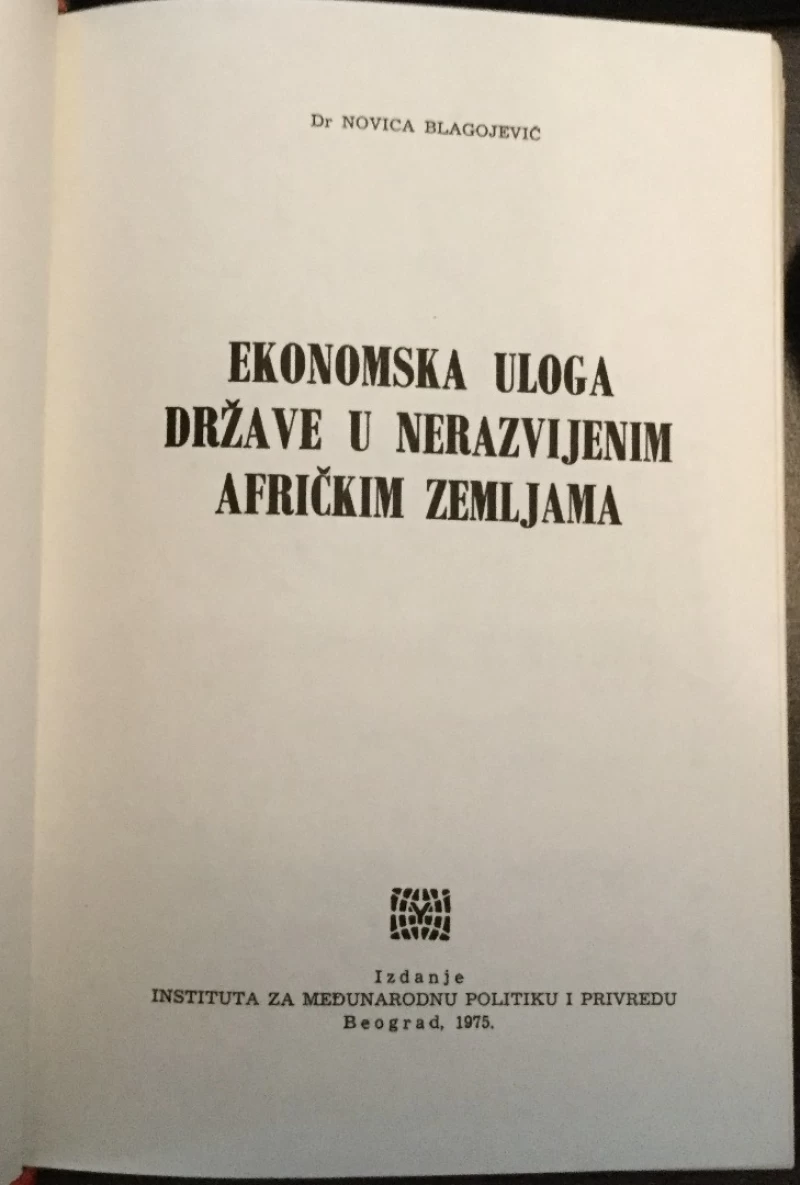 Dr NOVICA BLAGOJEVIĆ
EKONOMSKA ULOGA
DRŽAVE U NERAZVIJENIM
AFRIČKIM ZEMLJAMA
Izdanje
INSTITUTA ZA MEĐUNARODNU POLITIKU I PRIVREDU
Beograd, 1975.